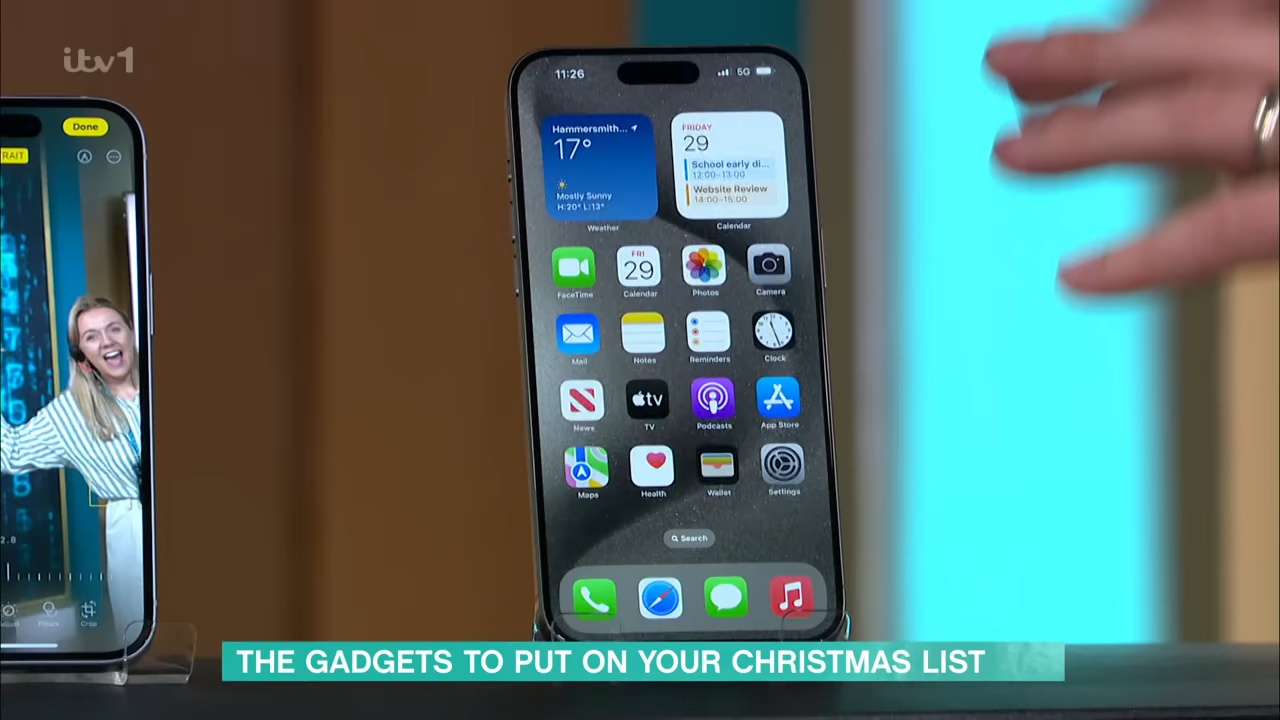 itv1
Done
RAIT
2.8
Crop
11:26
5G
Hammersmith...
17°
Mostly Sunny
H:20° L:13°
Weather
FRIDAY
29
School early di...
12:00–13:00
Website Review
14:00–15:00
Calendar
FaceTime
FRI
29
Calendar
Photos
Camera
Mail
Notes
Reminders
Clock
News
tv
TV
Podcasts
App Store
Maps
Health
Wallet
Settings
Search
THE GADGETS TO PUT ON YOUR CHRISTMAS LIST